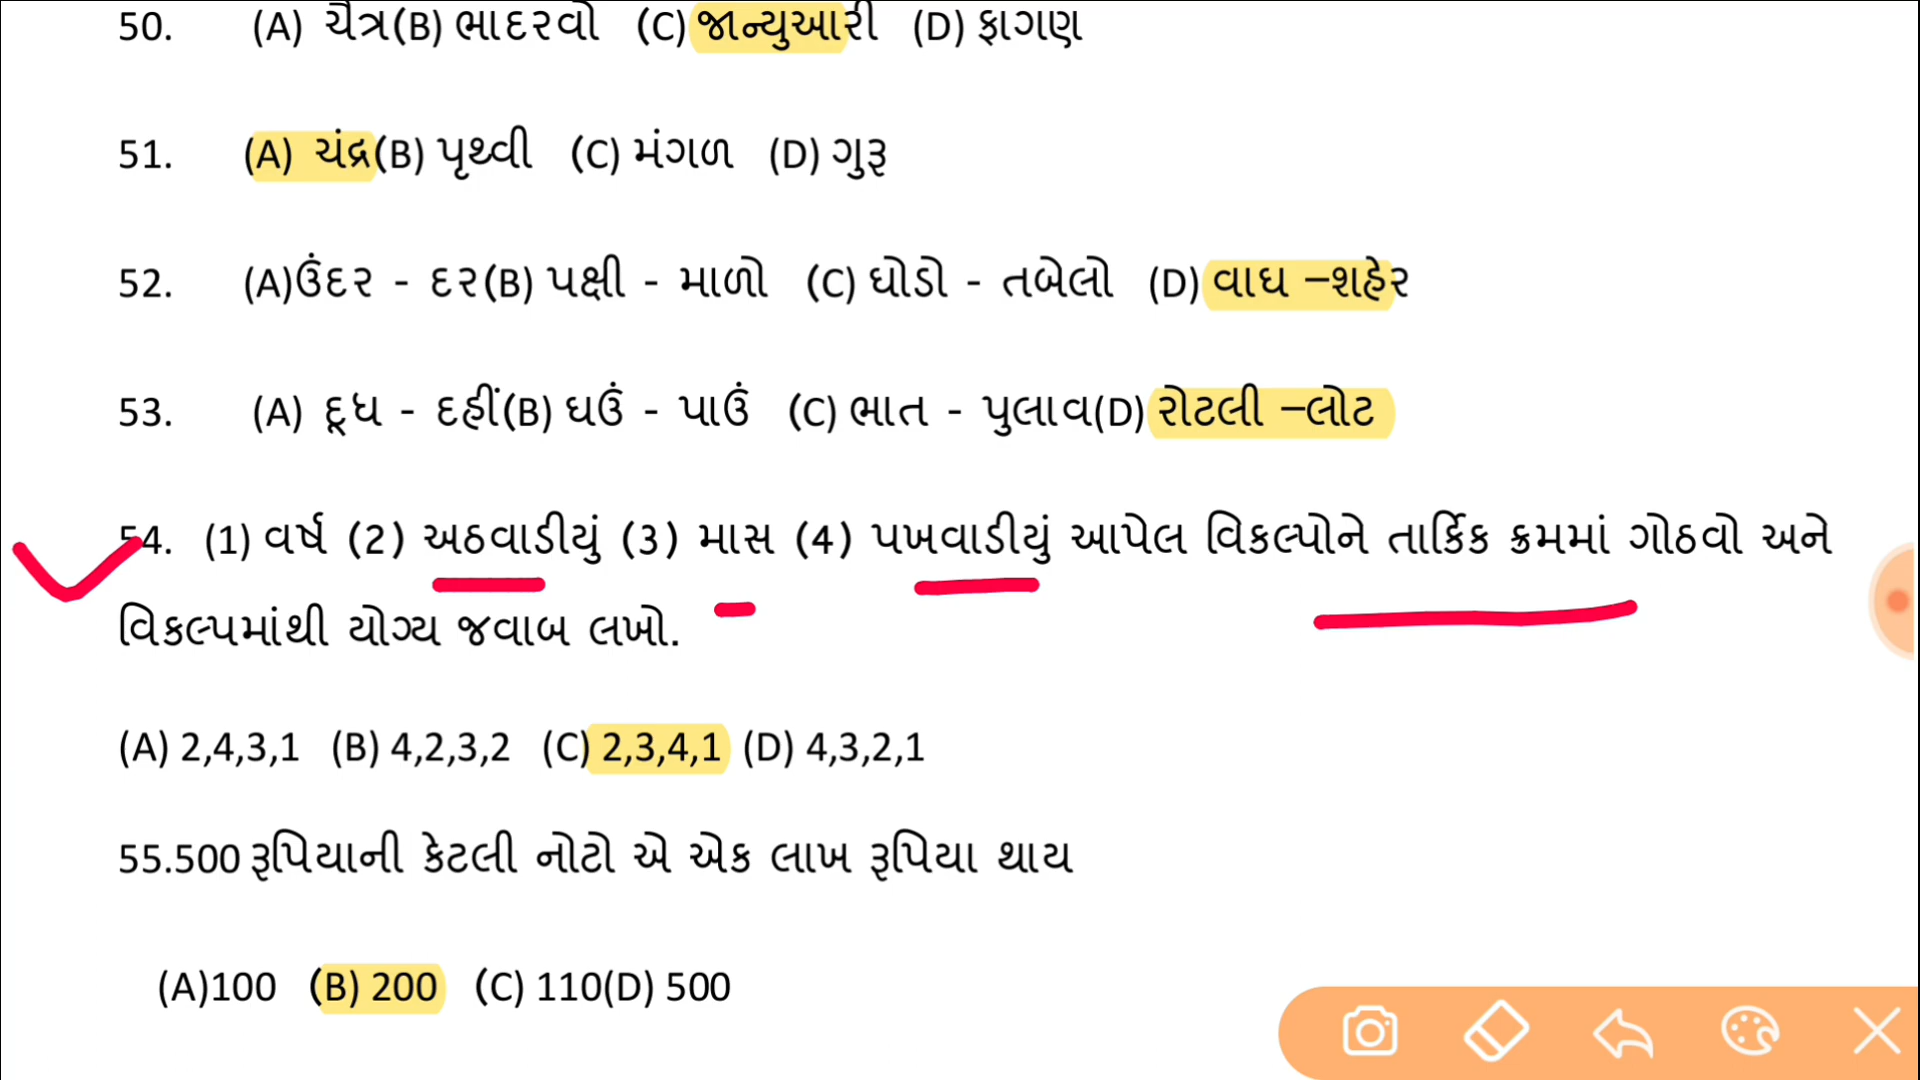 50. (A) ચૈત્ર(B) ભાદરવો (C) જાન્યુઆરી (D) ફાગણ
51. (A) ચંદ્ર(B) પૃથ્વી (C) મંગળ (D) ગુરૂ
52. (A)ઉંદર - દર(B) પક્ષી - માળો (C) ઘોડો - તબેલો (D) વાઘ –શહેર
53. (A) દૂધ - દહીં(B) ઘઉં - પાઉં (C) ભાત - પુલાવ(D) રોટલી –લોટ
54. (1) વર્ષ (2) અઠવાડીયું (3) માસ (4) પખવાડીયું આપેલ વિકલ્પોને તાર્કિક ક્રમમાં ગોઠવો અને
વિકલ્પમાંથી યોગ્ય જવાબ લખો.
(A) 2,4,3,1 (B) 4,2,3,2 (C) 2,3,4,1 (D) 4,3,2,1
55.500 રૂપિયાની કેટલી નોટો એ એક લાખ રૂપિયા થાય
(A)100 (B) 200 (C) 110(D) 500